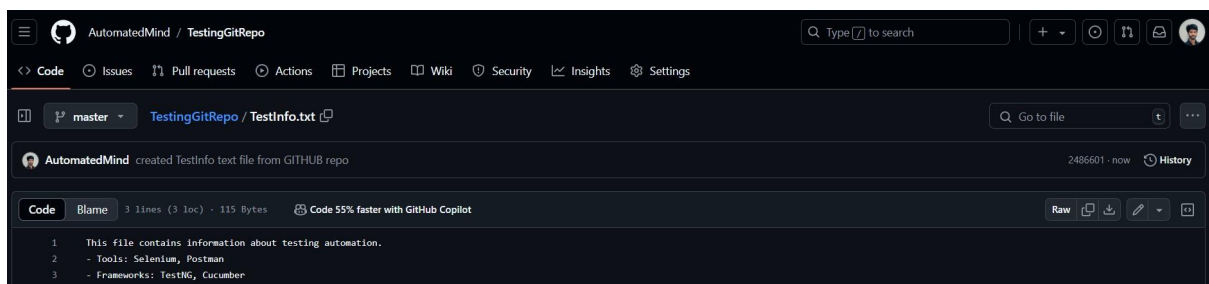 AutomatedMind / TestingGitRepo
Type / to search
Code Issues Pull requests Actions Projects Wiki Security Insights Settings
master TestingGitRepo / TestInfo.txt
Go to file t
AutomatedMind created TestInfo text file from GITHUB repo
2486601 · now History
Code Blame 3 lines (3 loc) · 115 Bytes Code 55% faster with GitHub Copilot
Raw
1 This file contains information about testing automation.
2 - Tools: Selenium, Postman
3 - Frameworks: TestNG, Cucumber